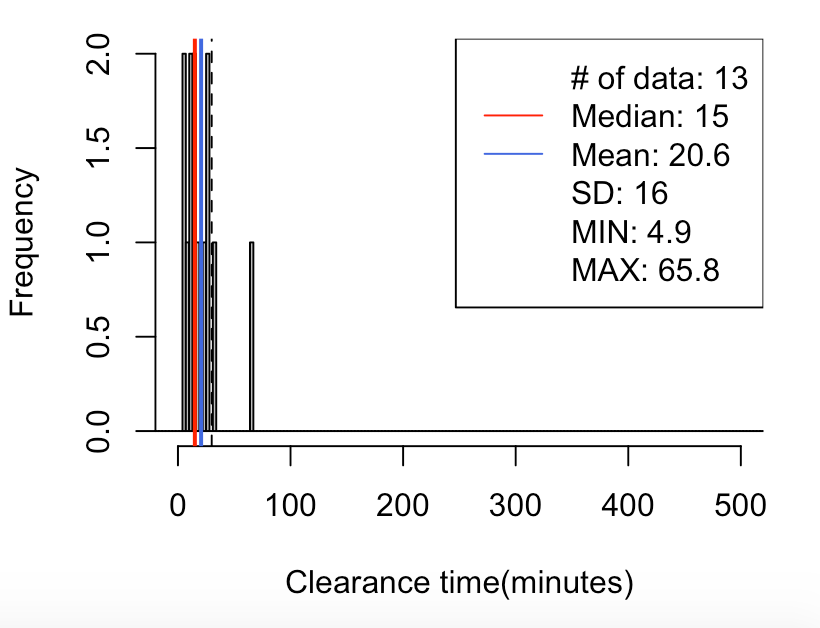 2.0
1.5
1.0
0.5
0.0
Frequency
# of data: 13
Median: 15
Mean: 20.6
SD: 16
MIN: 4.9
MAX: 65.8
0 100 200 300 400 500
Clearance time(minutes)